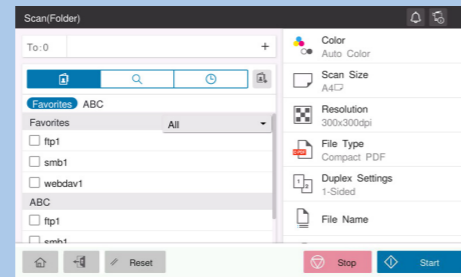 Scan(Folder)
To:0
+
Favorites ABC
Favorites
All
ftp1
smb1
webdav1
ABC
ftp1
smb1
Reset
Color
Auto Color
Scan Size
A4
Resolution
300x300dpi
File Type
Compact PDF
Duplex Settings
1-Sided
File Name
Stop
Start